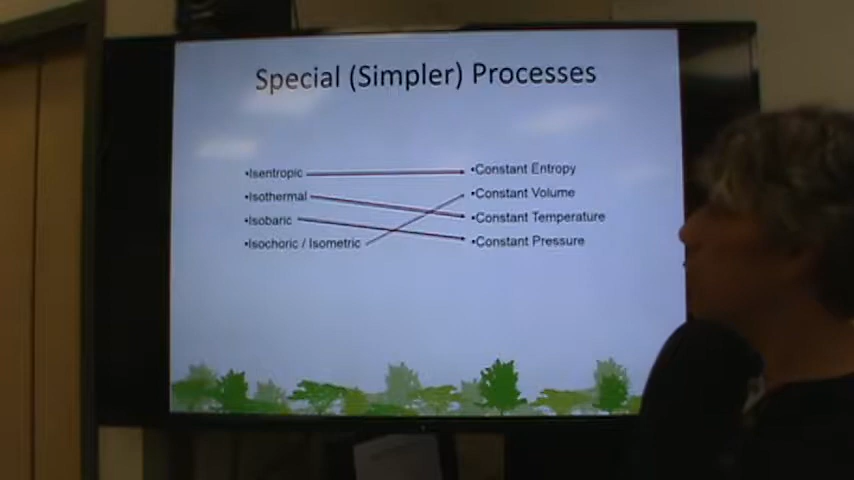 Special (Simpler) Processes
•Isentropic
•Isothermal
•Isobaric
•Isochoric / Isometric
•Constant Entropy
•Constant Volume
•Constant Temperature
•Constant Pressure